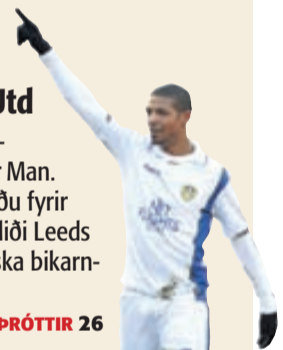 Utd
-
Man.
ðu fyrir
liði Leeds
ska bikarn-
ÞRÓTTIR 26